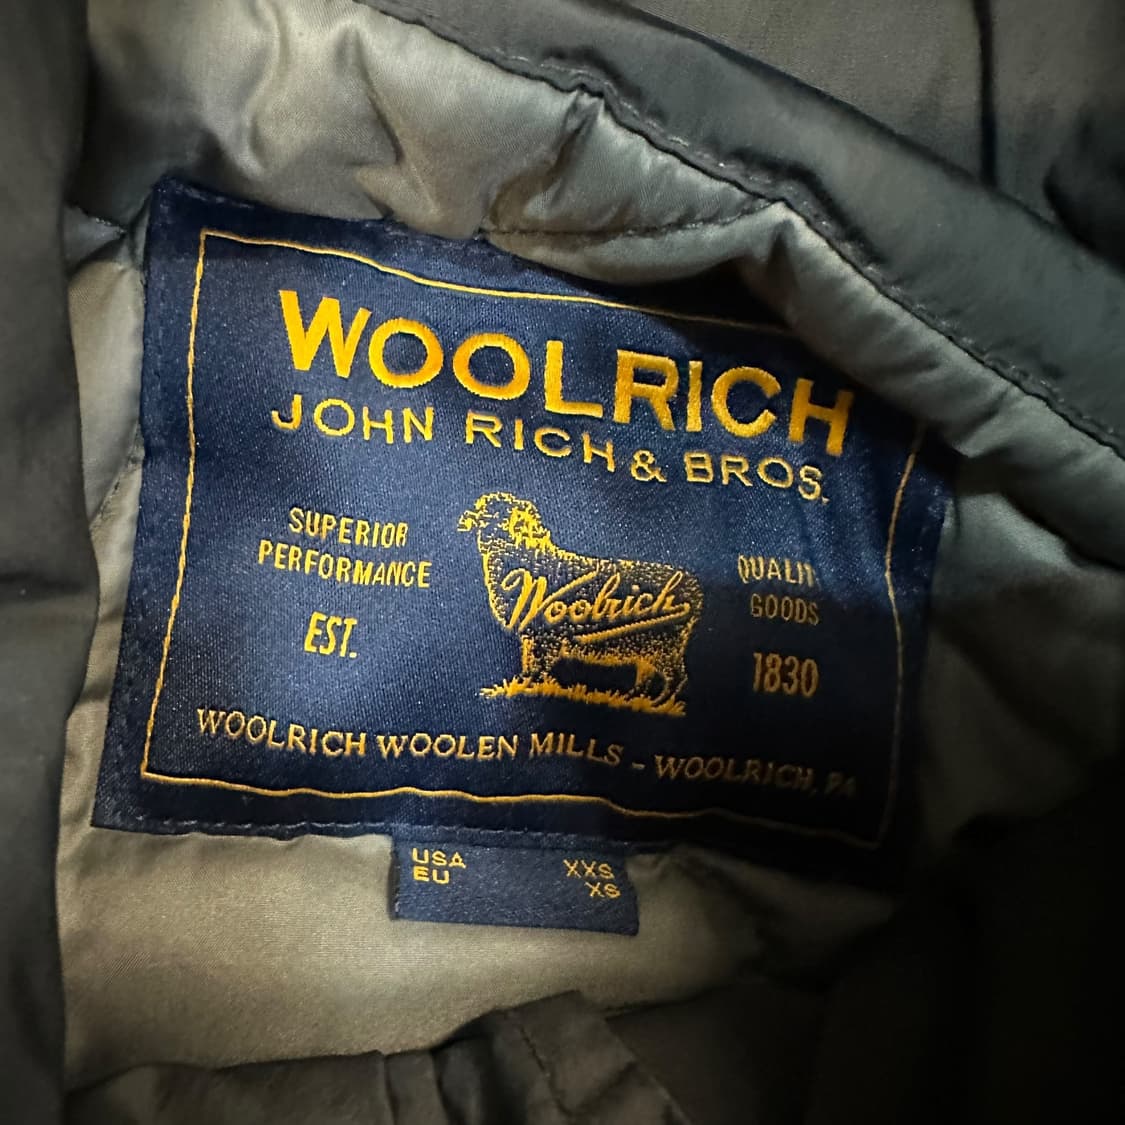 WOOLRICH
JOHN RICH & BROS.
SUPERIOR
PERFORMANCE
EST.
Woolrich
QUALIT
GOODS
1830
WOOLRICH WOOLEN MILLS - WOOLRICH, PA
USA XXS
EU XS